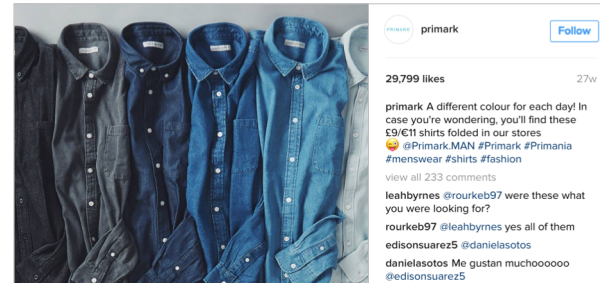 PRIMARK
primark
Follow
29,799 likes
27w
primark A different colour for each day! In
case you're wondering, you'll find these
£9/€11 shirts folded in our stores
😜 @Primark.MAN #Primark #Primania
#menswear #shirts #fashion
view all 233 comments
leahbyrnes @rourkeb97 were these what
you were looking for?
rourkeb97 @leahbyrnes yes all of them
edisonsuarez5 @danielasotos
danielasotos Me gustan muchoooooo
@edisonsuarez5